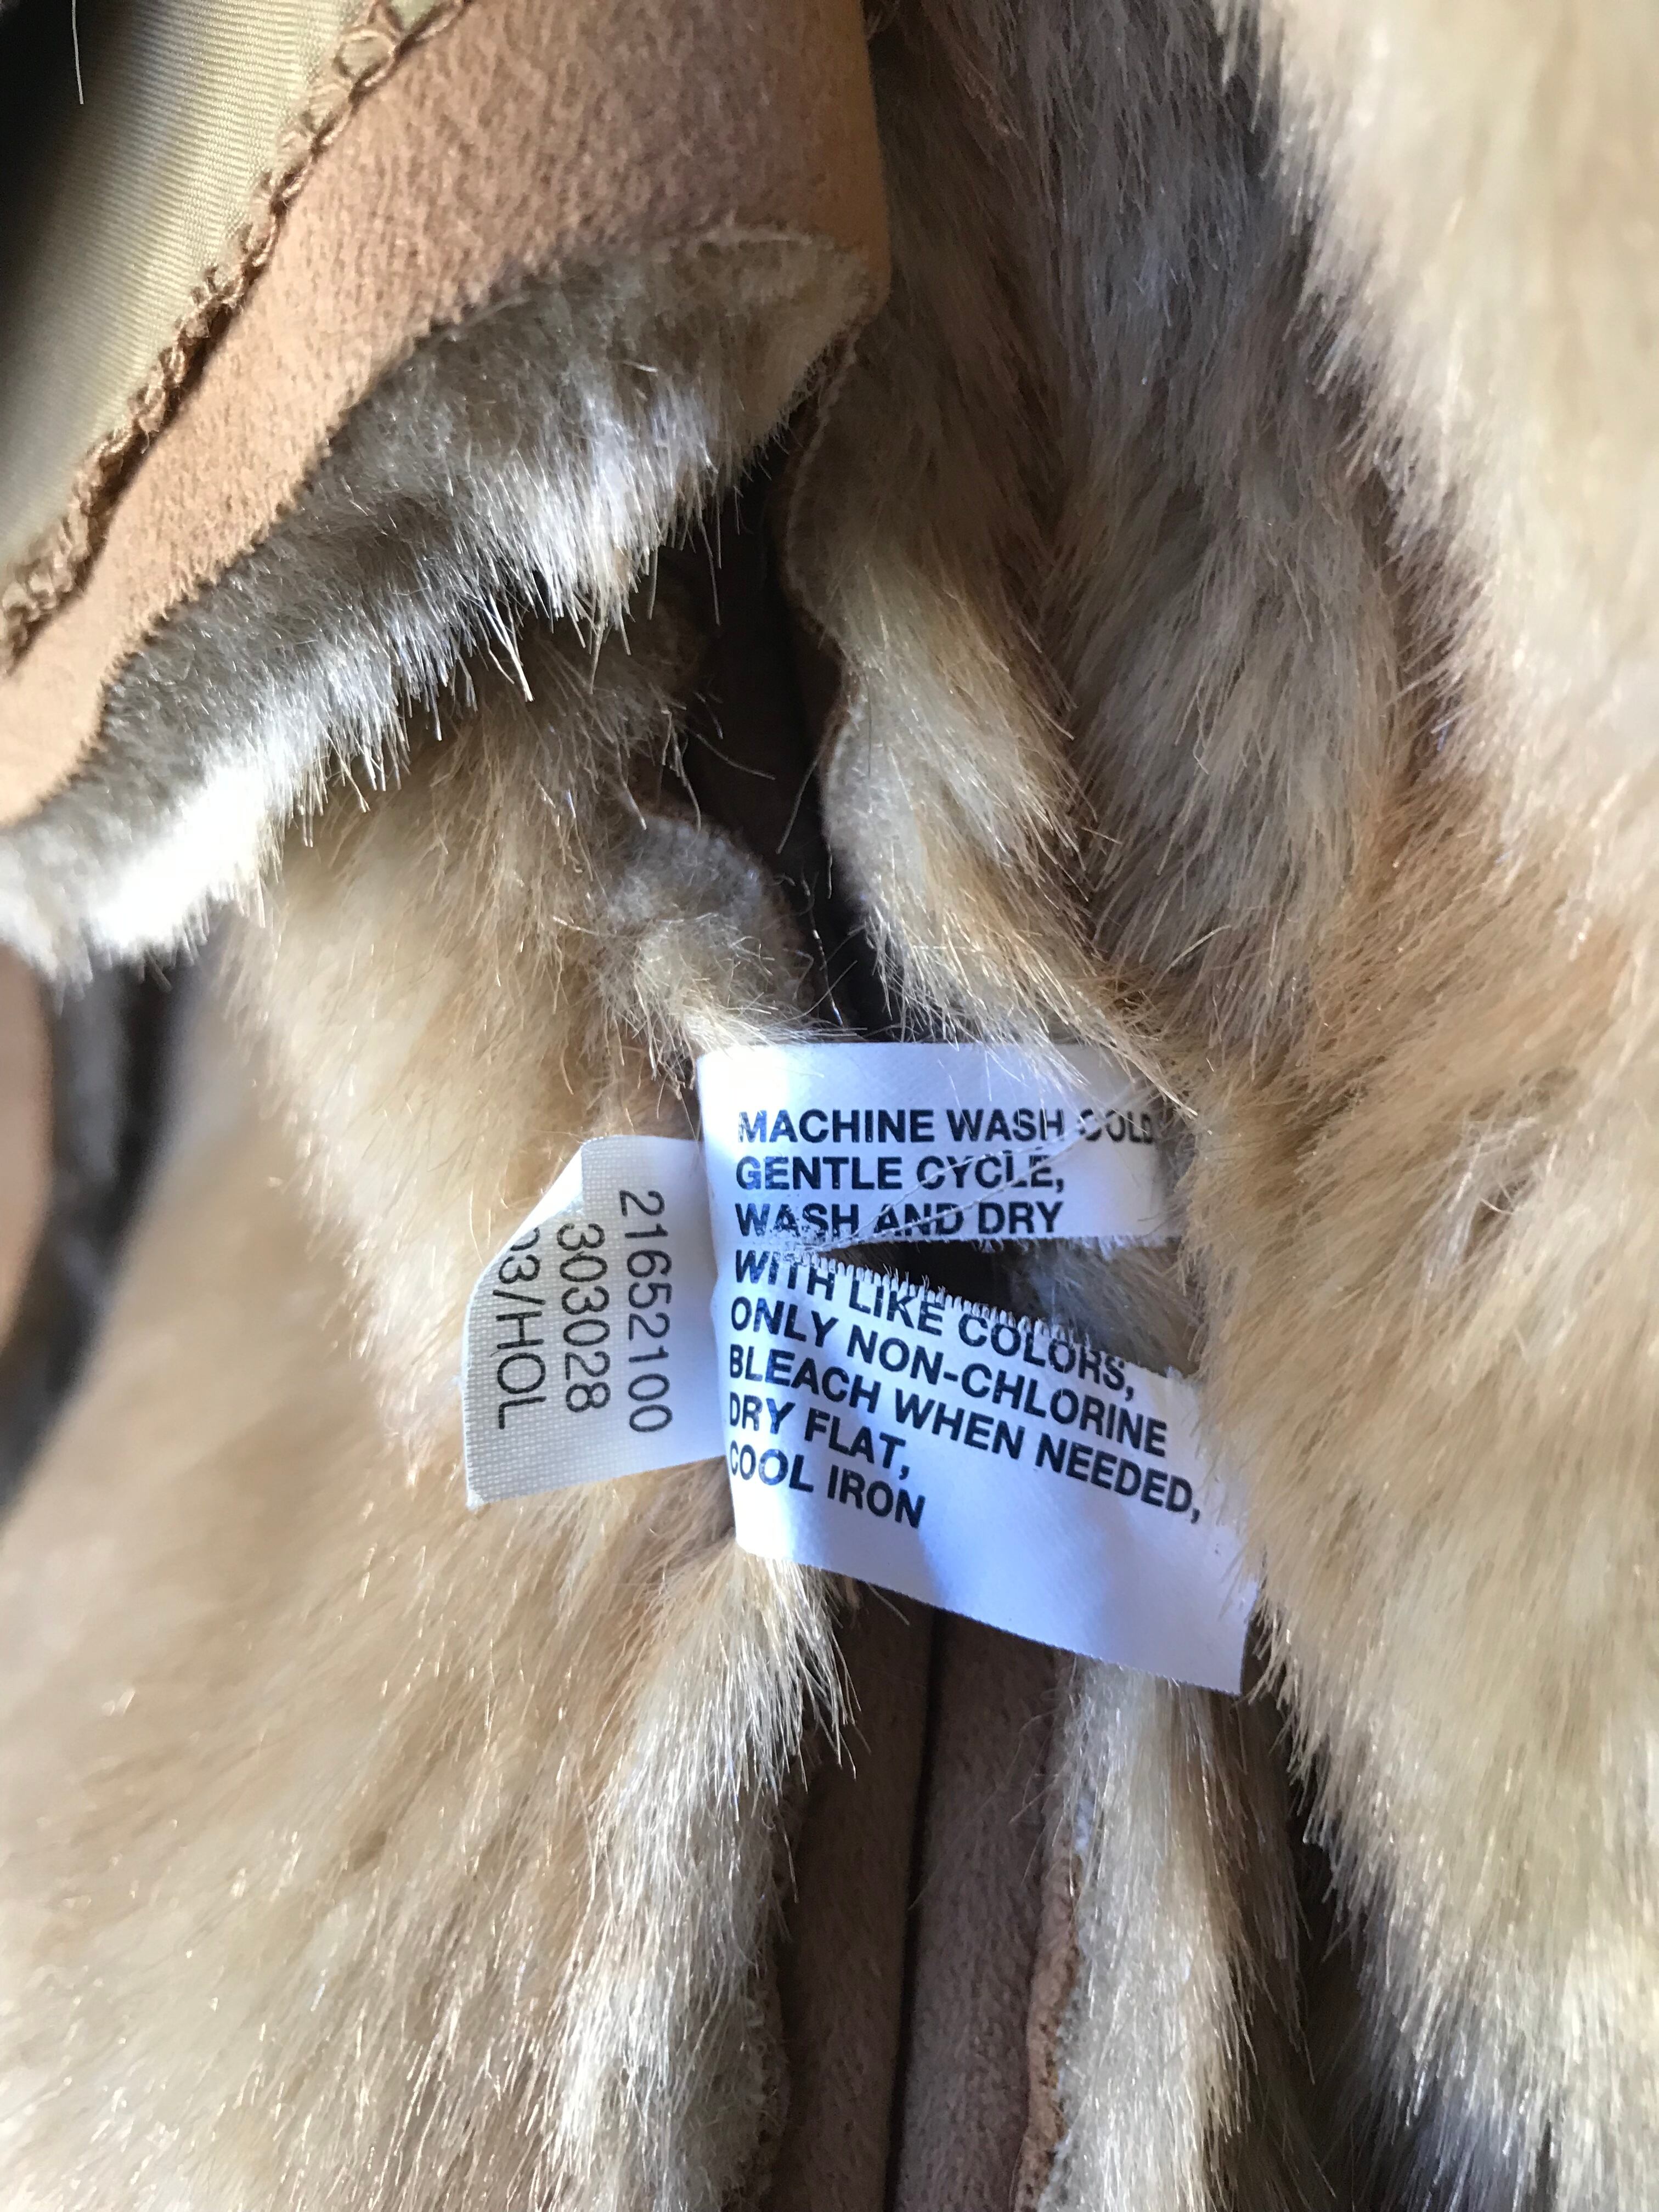 MACHINE WASH COLD
GENTLE CYCLE,
WASH AND DRY
WITH LIKE COLORS,
ONLY NON-CHLORINE
BLEACH WHEN NEEDED,
DRY FLAT,
COOL IRON
21652100
303028
03/HOL